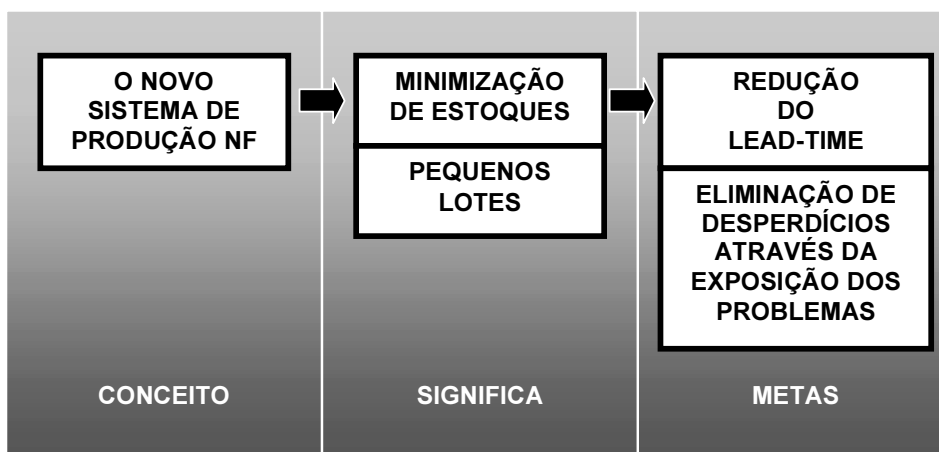 O NOVO
SISTEMA DE
PRODUÇÃO NF
MINIMIZAÇÃO
DE ESTOQUES
PEQUENOS
LOTES
REDUÇÃO
DO
LEAD-TIME
ELIMINAÇÃO DE
DESPERDÍCIOS
ATRAVÉS DA
EXPOSIÇÃO DOS
PROBLEMAS
CONCEITO
SIGNIFICA
METAS